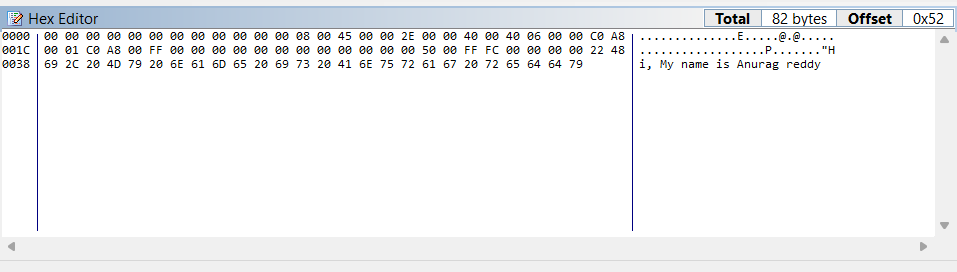 Hex Editor Total 82 bytes Offset 0x52
0000 00 00 00 00 00 00 00 00 00 00 00 00 08 00 45 00 00 2E 00 00 40 00 40 06 00 00 C0 A8 ..............E.....@.@.....
001C 00 01 C0 A8 00 FF 00 00 00 00 00 00 00 00 00 00 00 00 50 00 FF FC 00 00 00 00 22 48 ..................P......."H
0038 69 2C 20 4D 79 20 6E 61 6D 65 20 69 73 20 41 6E 75 72 61 67 20 72 65 64 64 79 i, My name is Anurag reddy